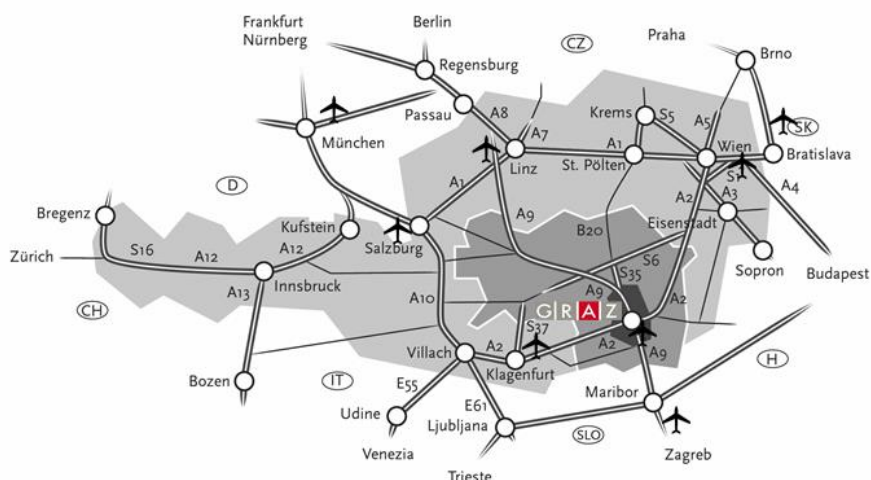 Frankfurt
Nürnberg
Berlin
CZ
Praha
Brno
Regensburg
Passau
A8
A7
Krems
S5
A5
SK
München
Linz
A1
St. Pölten
Wien
Bratislava
D
A1
A2
S1
A3
A4
Bregenz
Kufstein
Salzburg
A9
B20
Eisenstadt
Zürich
S16
A12
A12
S6
Sopron
Budapest
Innsbruck
S35
CH
A13
A10
GRAZ
A9
A2
S37
A2
A2
A9
H
Villach
Klagenfurt
Bozen
IT
E55
E61
Maribor
Udine
Ljubljana
SLO
Venezia
Zagreb
Trieste